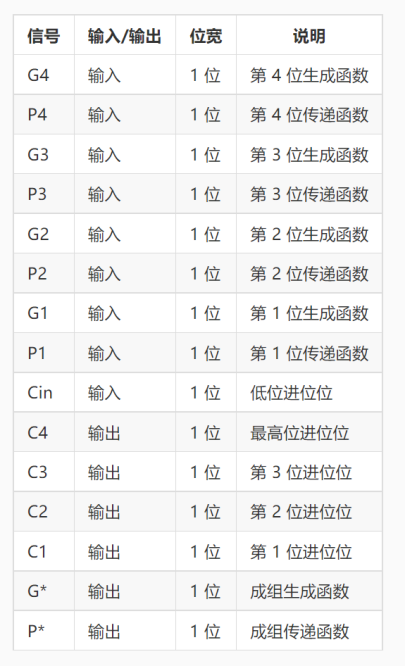 信号 输入/输出 位宽 说明
G4 输入 1 位 第 4 位生成函数
P4 输入 1 位 第 4 位传递函数
G3 输入 1 位 第 3 位生成函数
P3 输入 1 位 第 3 位传递函数
G2 输入 1 位 第 2 位生成函数
P2 输入 1 位 第 2 位传递函数
G1 输入 1 位 第 1 位生成函数
P1 输入 1 位 第 1 位传递函数
Cin 输入 1 位 低位进位位
C4 输出 1 位 最高位进位位
C3 输出 1 位 第 3 位进位位
C2 输出 1 位 第 2 位进位位
C1 输出 1 位 第 1 位进位位
G* 输出 1 位 成组生成函数
P* 输出 1 位 成组传递函数